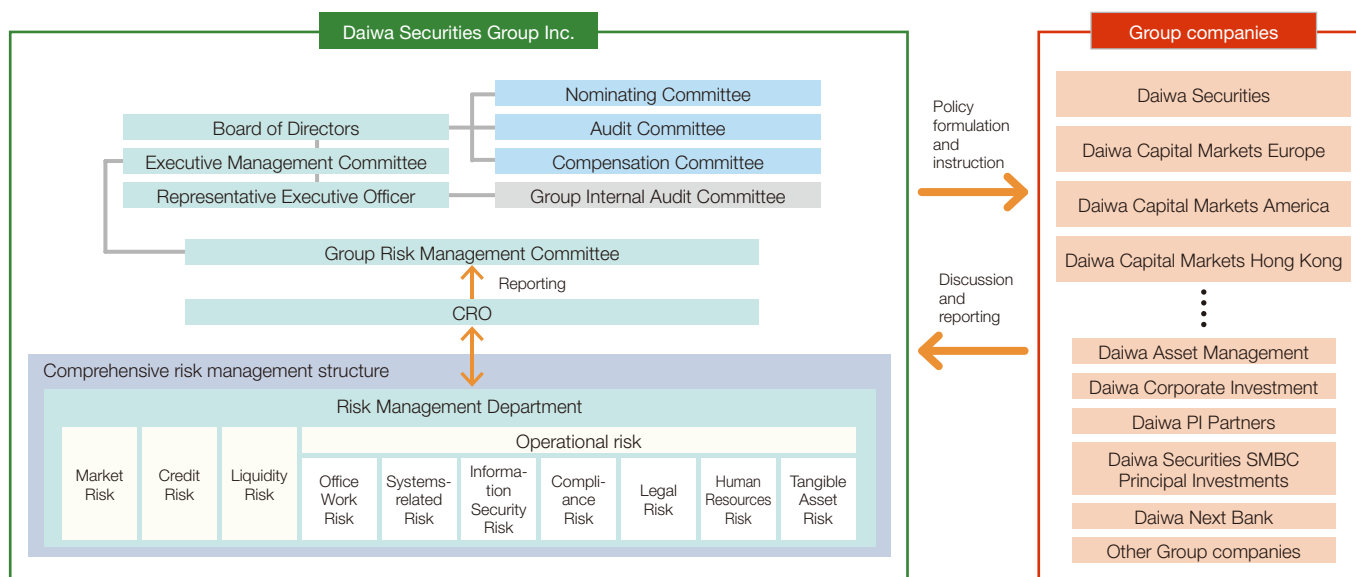 Daiwa Securities Group Inc.
Nominating Committee
Board of Directors
Audit Committee
Executive Management Committee
Compensation Committee
Representative Executive Officer
Group Internal Audit Committee
Group Risk Management Committee
Reporting
CRO
Comprehensive risk management structure
Risk Management Department
Market
Risk
Credit
Risk
Liquidity
Risk
Operational risk
Office
Work
Risk
Systems-
related
Risk
Informa-
tion
Security
Risk
Compli-
ance
Risk
Legal
Risk
Human
Resources
Risk
Tangible
Asset
Risk
Policy
formulation
and
instruction
Discussion
and
reporting
Group companies
Daiwa Securities
Daiwa Capital Markets Europe
Daiwa Capital Markets America
Daiwa Capital Markets Hong Kong
Daiwa Asset Management
Daiwa Corporate Investment
Daiwa PI Partners
Daiwa Securities SMBC
Principal Investments
Daiwa Next Bank
Other Group companies